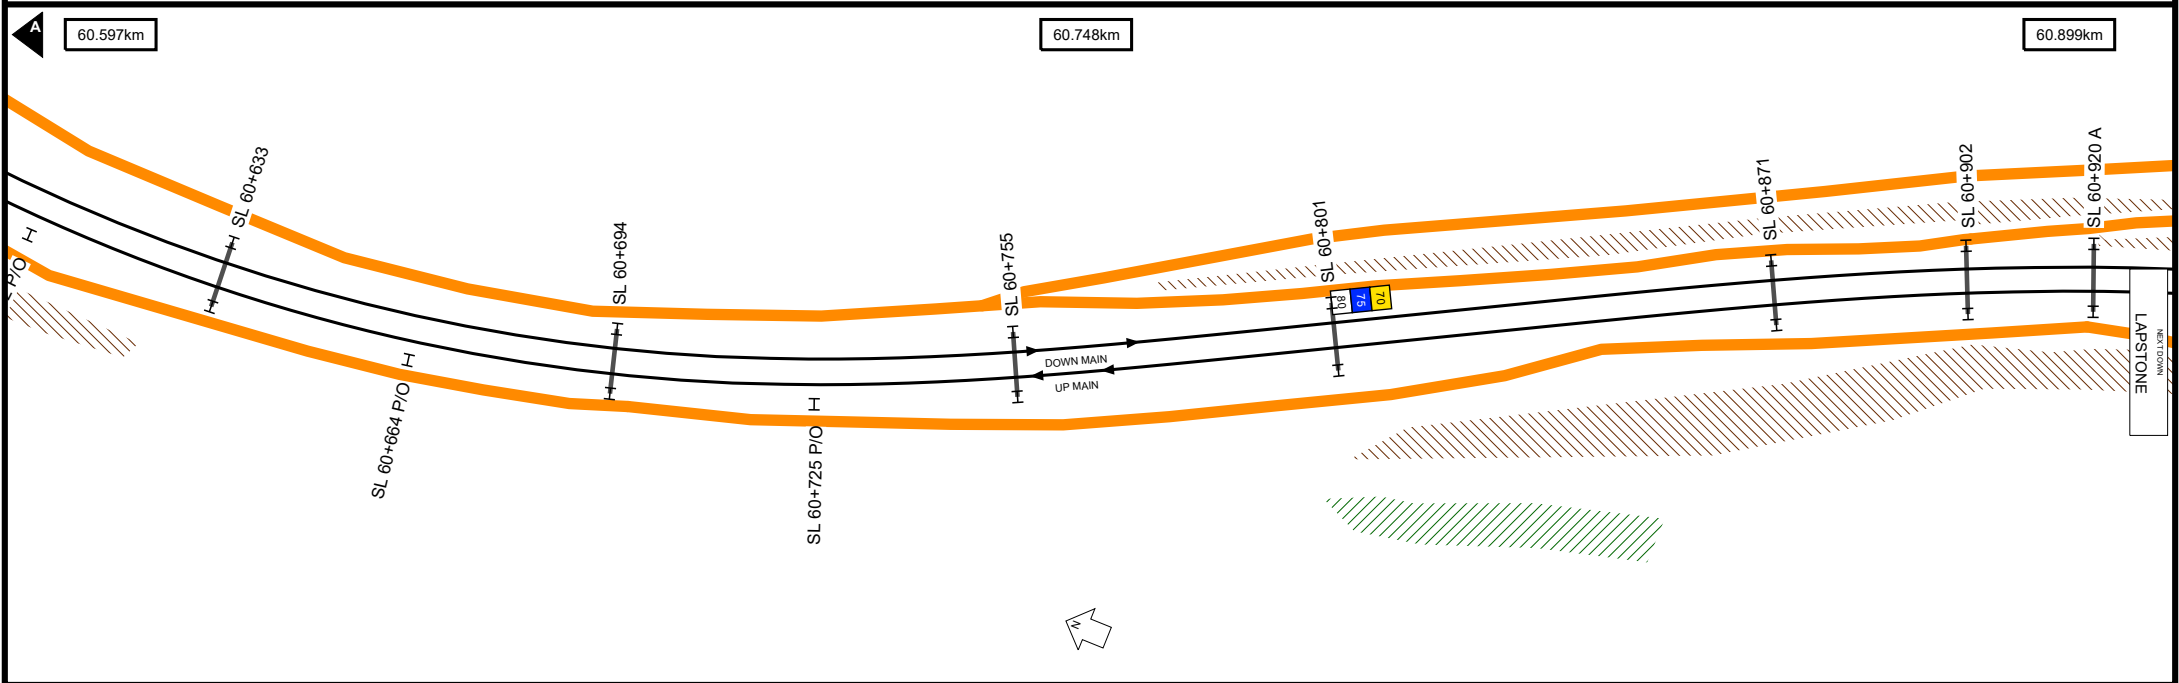 A
60.597km
60.748km
60.899km
SL 60+633
SL 60+694
SL 60+755
SL 60+801
SL 60+871
SL 60+902
SL 60+920 A
80
75
70
P/O
SL 60+664 P/O
SL 60+725 P/O
DOWN MAIN
UP MAIN
NEXT DOWN
LAPSTONE
N